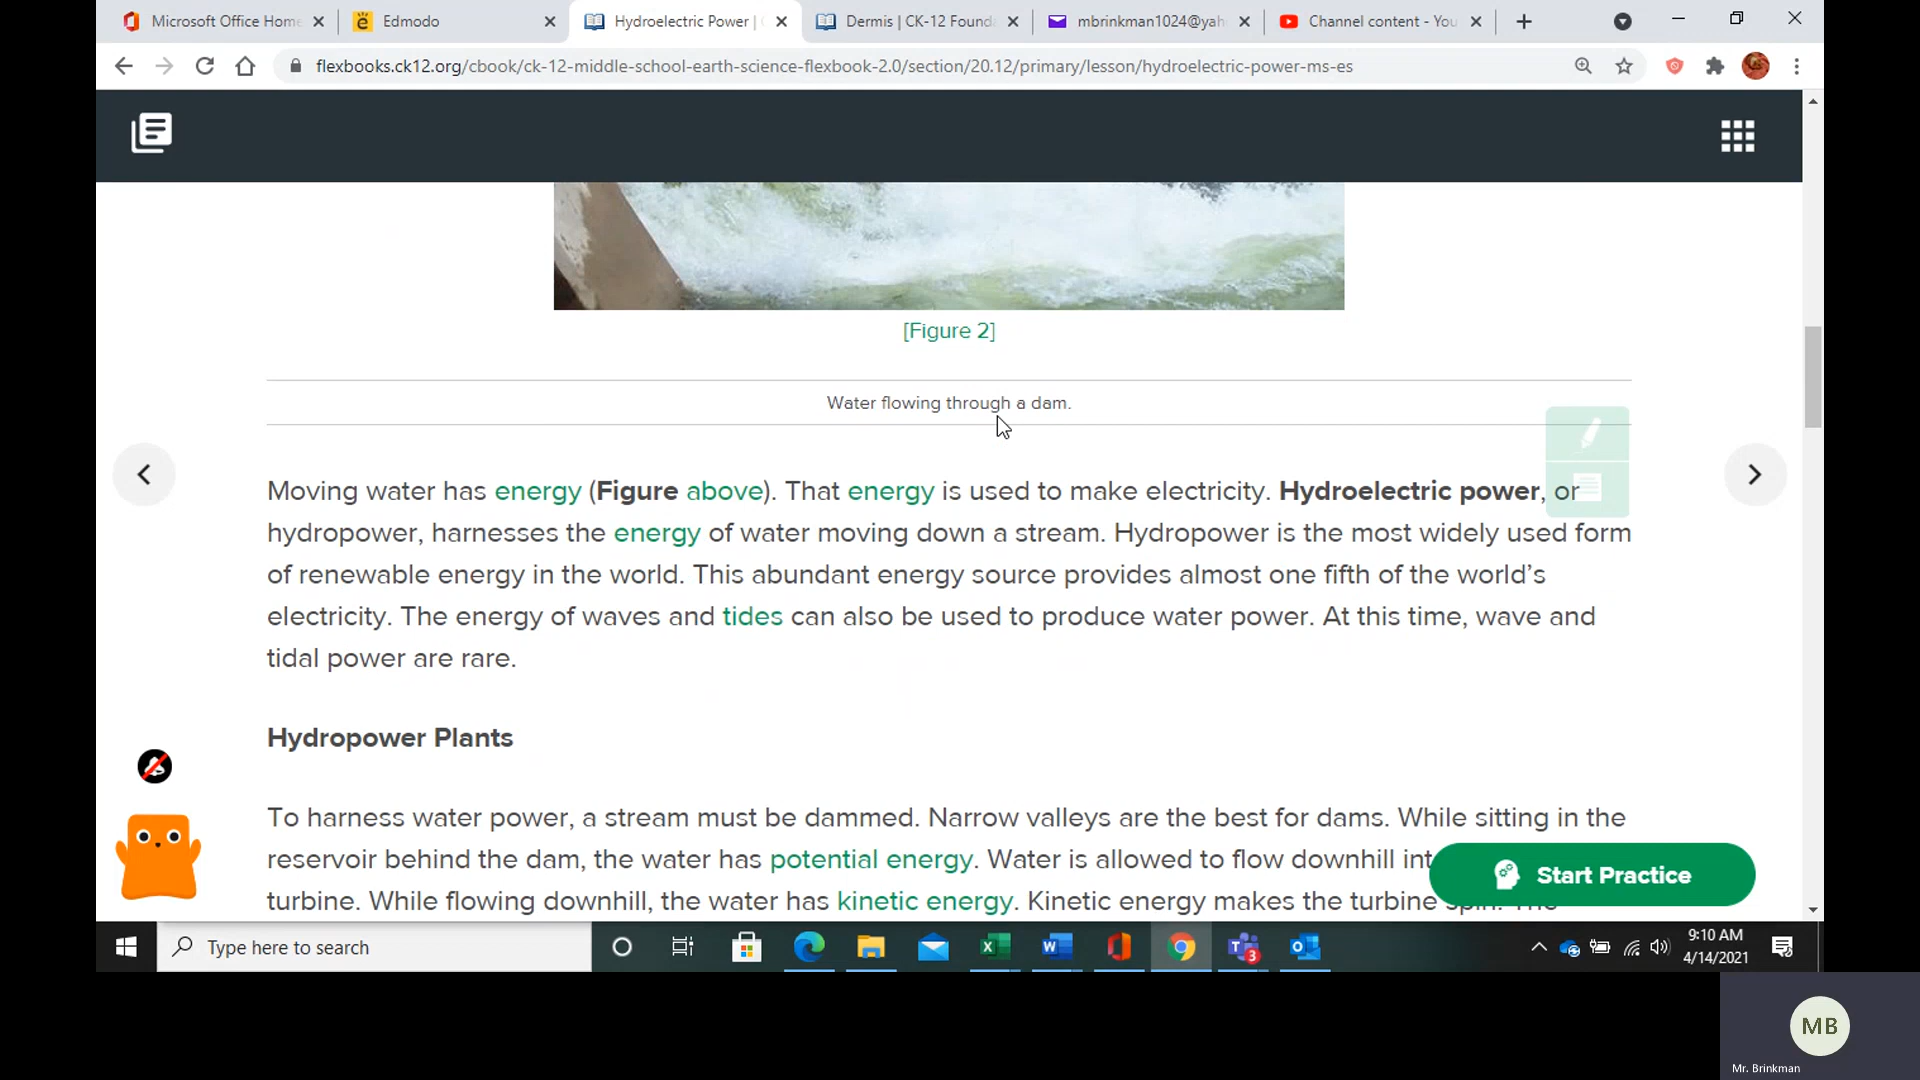 Microsoft Office Home
Edmodo
Hydroelectric Power |
Dermis | CK-12 Found
mbrinkman1024@yah
Channel content - You
flexbooks.ck12.org/cbook/ck-12-middle-school-earth-science-flexbook-2.0/section/20.12/primary/lesson/hydroelectric-power-ms-es
[Figure 2]
Water flowing through a dam.
Moving water has energy (Figure above). That energy is used to make electricity. Hydroelectric power, or
hydropower, harnesses the energy of water moving down a stream. Hydropower is the most widely used form
of renewable energy in the world. This abundant energy source provides almost one fifth of the world's
electricity. The energy of waves and tides can also be used to produce water power. At this time, wave and
tidal power are rare.
Hydropower Plants
To harness water power, a stream must be dammed. Narrow valleys are the best for dams. While sitting in the
reservoir behind the dam, the water has potential energy. Water is allowed to flow downhill int
Start Practice
turbine. While flowing downhill, the water has kinetic energy. Kinetic energy makes the turbine spin. The
Type here to search
3
9:10 AM
4/14/2021
MB
Mr. Brinkman